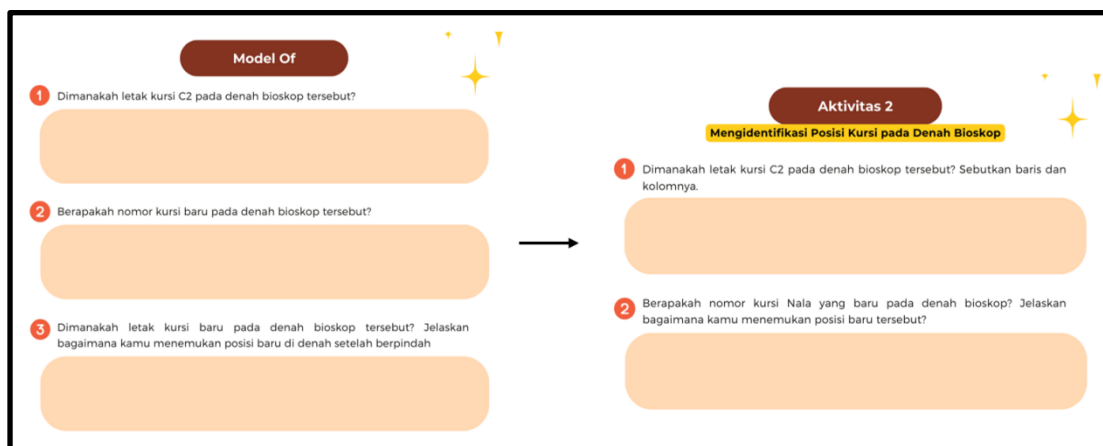 Model Of
1 Dimanakah letak kursi C2 pada denah bioskop tersebut?
2 Berapakah nomor kursi baru pada denah bioskop tersebut?
3 Dimanakah letak kursi baru pada denah bioskop tersebut? Jelaskan
bagaimana kamu menemukan posisi baru di denah setelah berpindah
Aktivitas 2
Mengidentifikasi Posisi Kursi pada Denah Bioskop
1 Dimanakah letak kursi C2 pada denah bioskop tersebut? Sebutkan baris dan
kolomnya.
2 Berapakah nomor kursi Nala yang baru pada denah bioskop? Jelaskan
bagaimana kamu menemukan posisi baru tersebut?